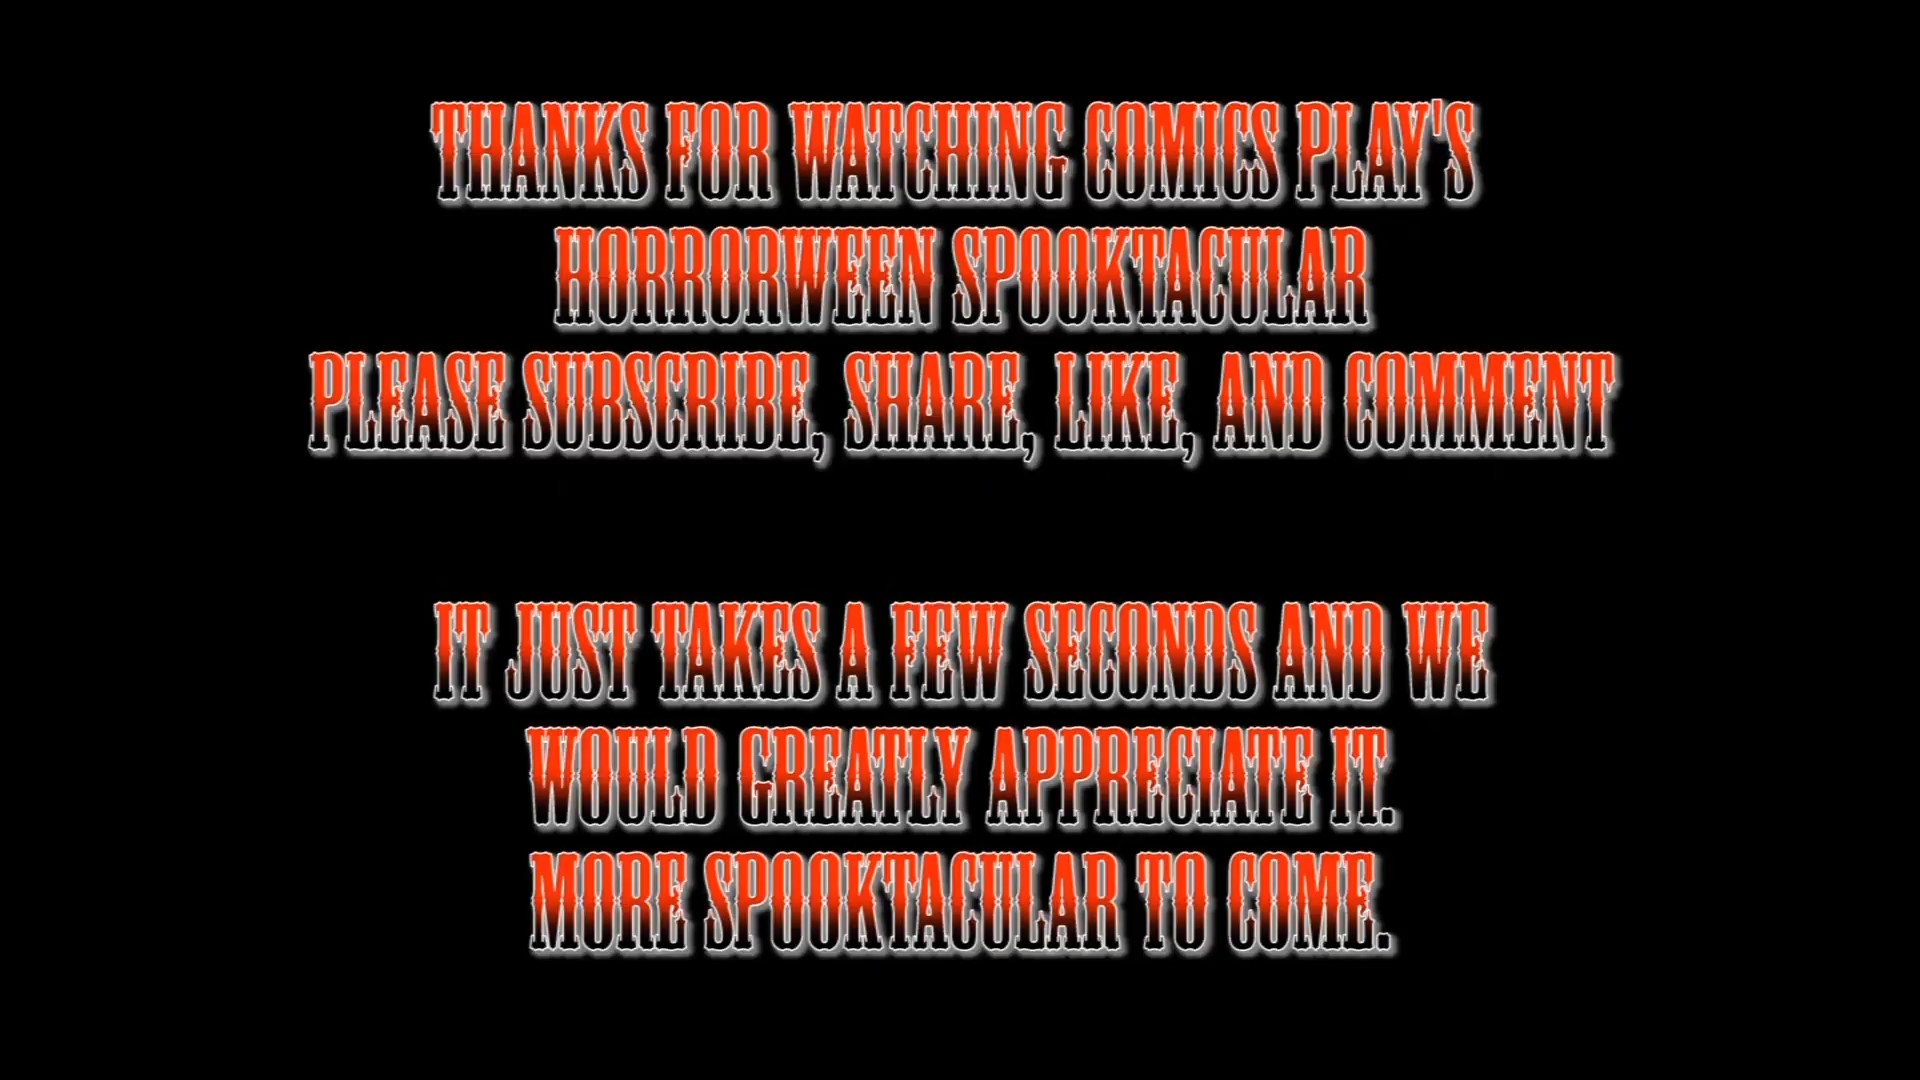 THANKS FOR WATCHING COMICS PLAY'S
HORRORWEEN SPOOKTACULAR
PLEASE SUBSCRIBE, SHARE, LIKE, AND COMMENT
IT JUST TAKES A FEW SECONDS AND WE
WOULD GREATLY APPRECIATE IT.
MORE SPOOKTACULAR TO COME.